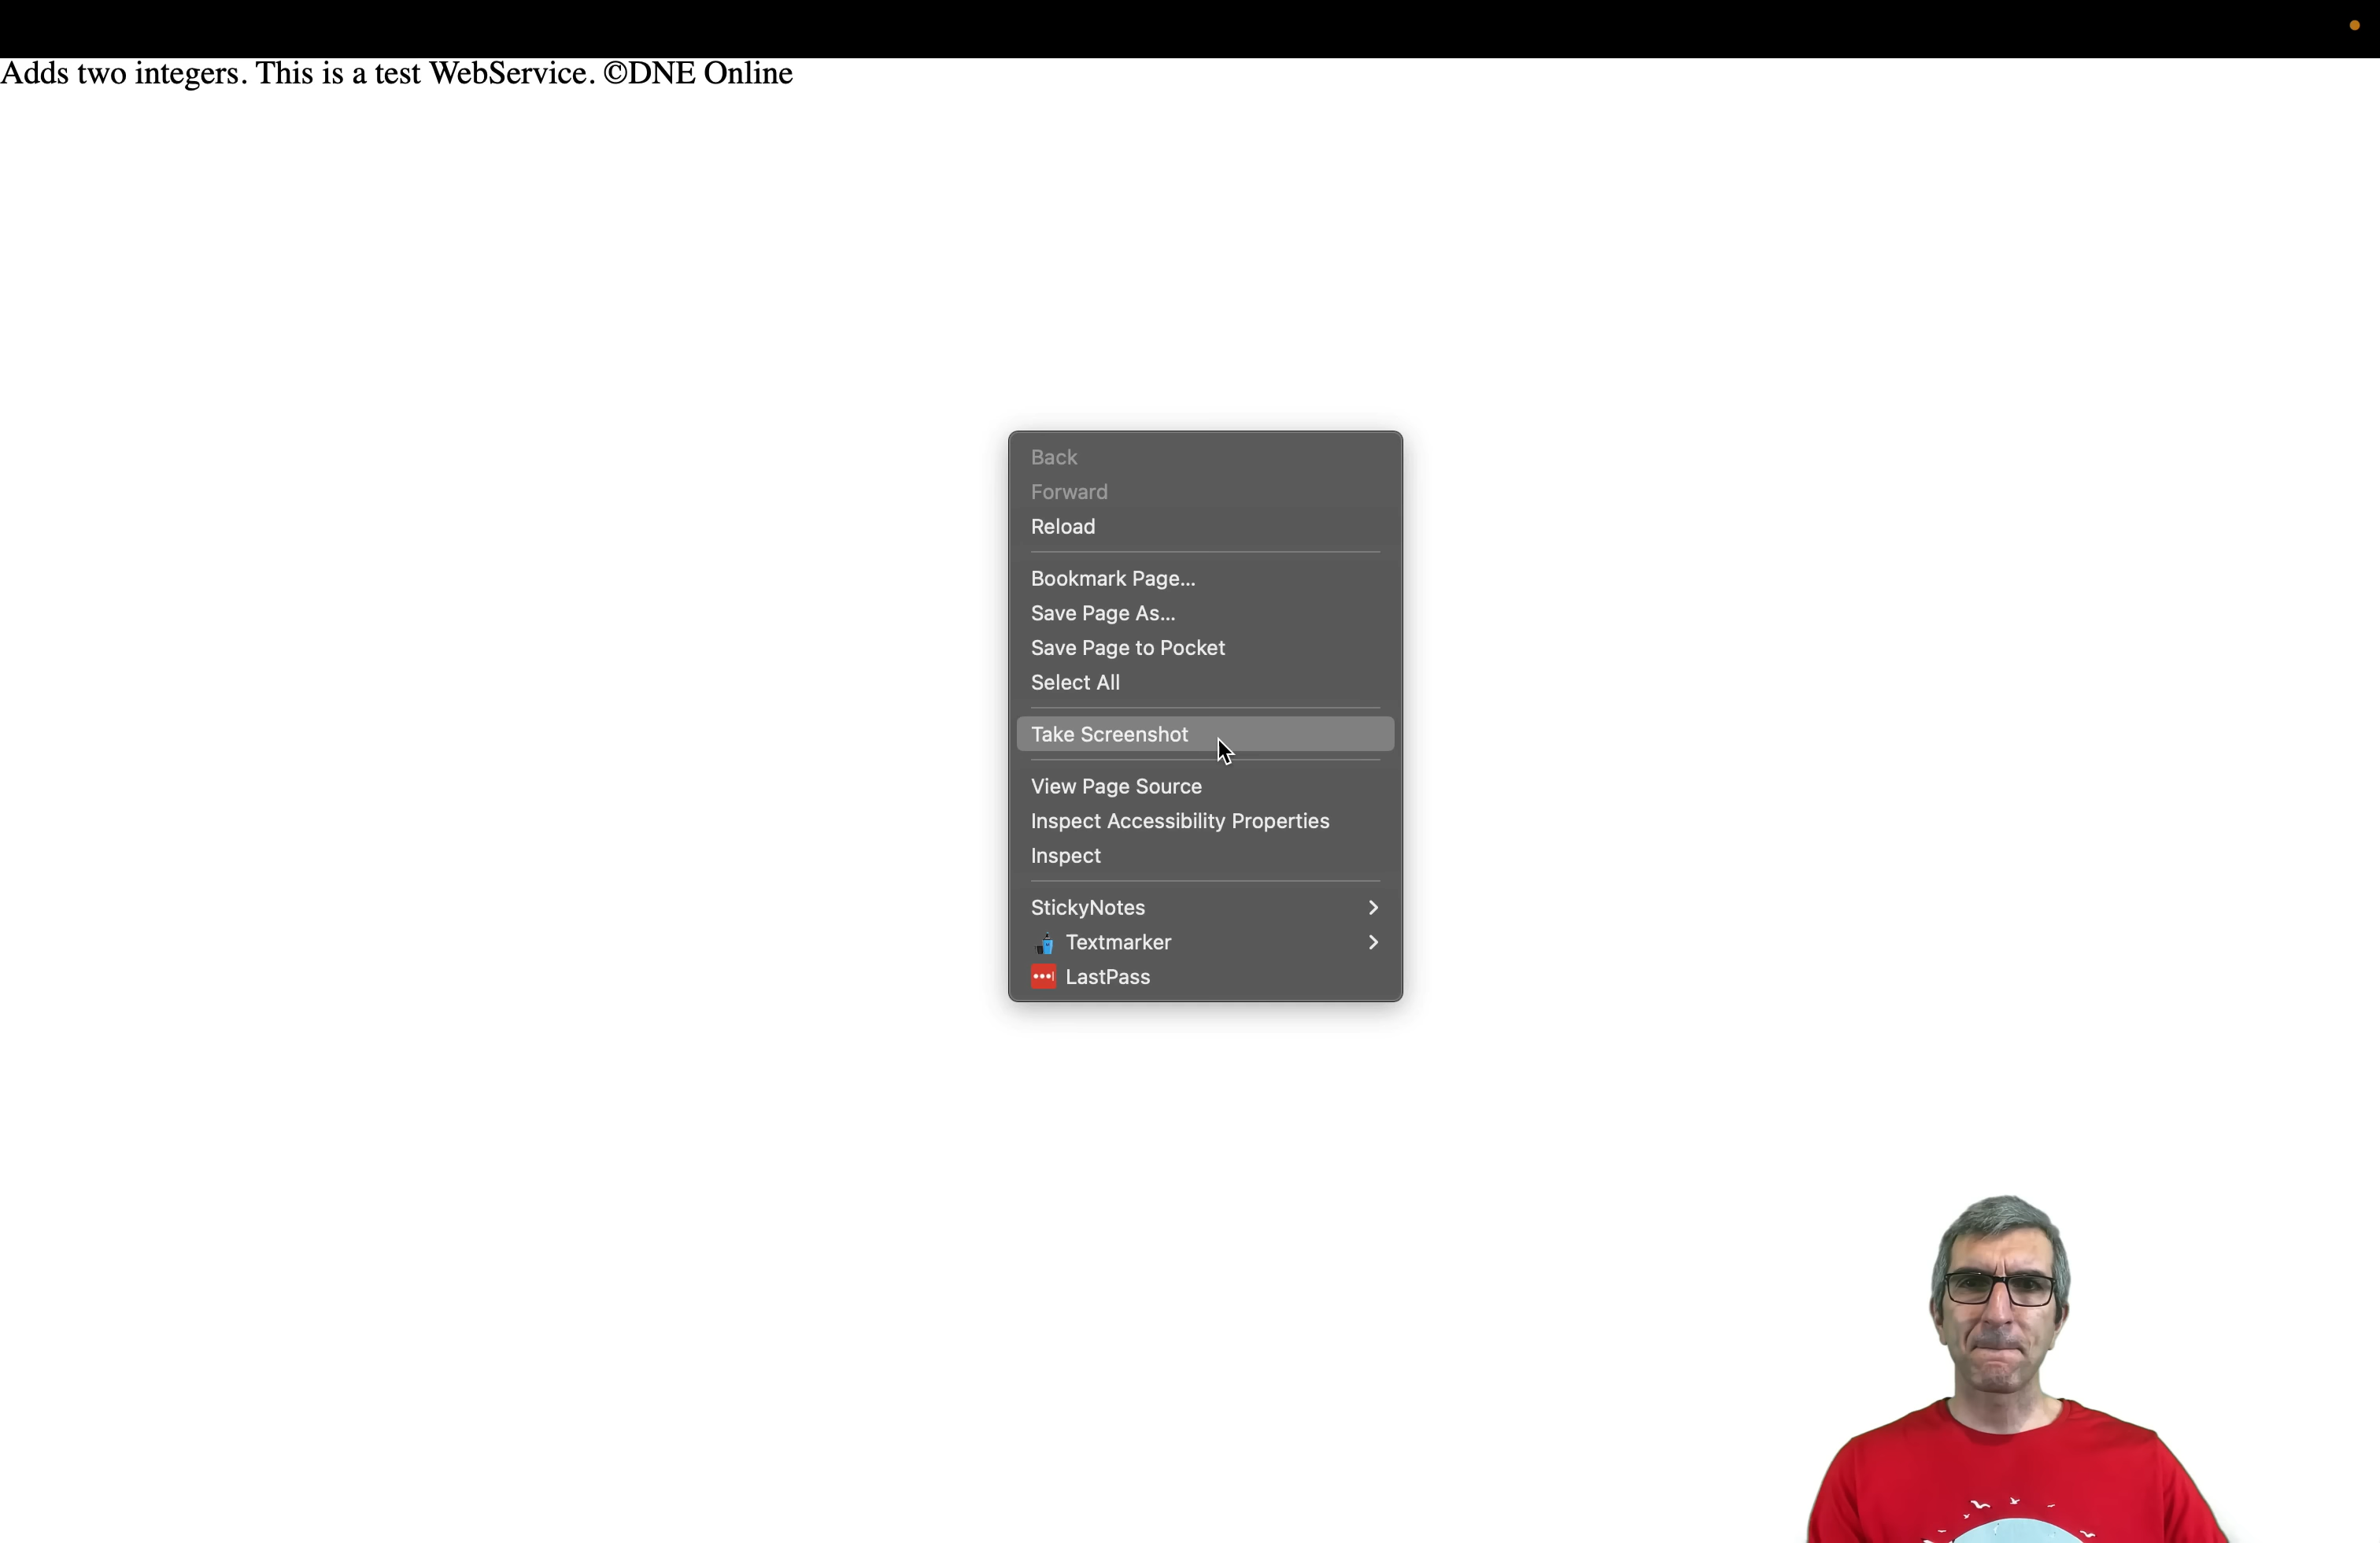 Adds two integers. This is a test WebService. ©DNE Online
Back
Forward
Reload
Bookmark Page...
Save Page As...
Save Page to Pocket
Select All
Take Screenshot
View Page Source
Inspect Accessibility Properties
Inspect
StickyNotes
Textmarker
LastPass